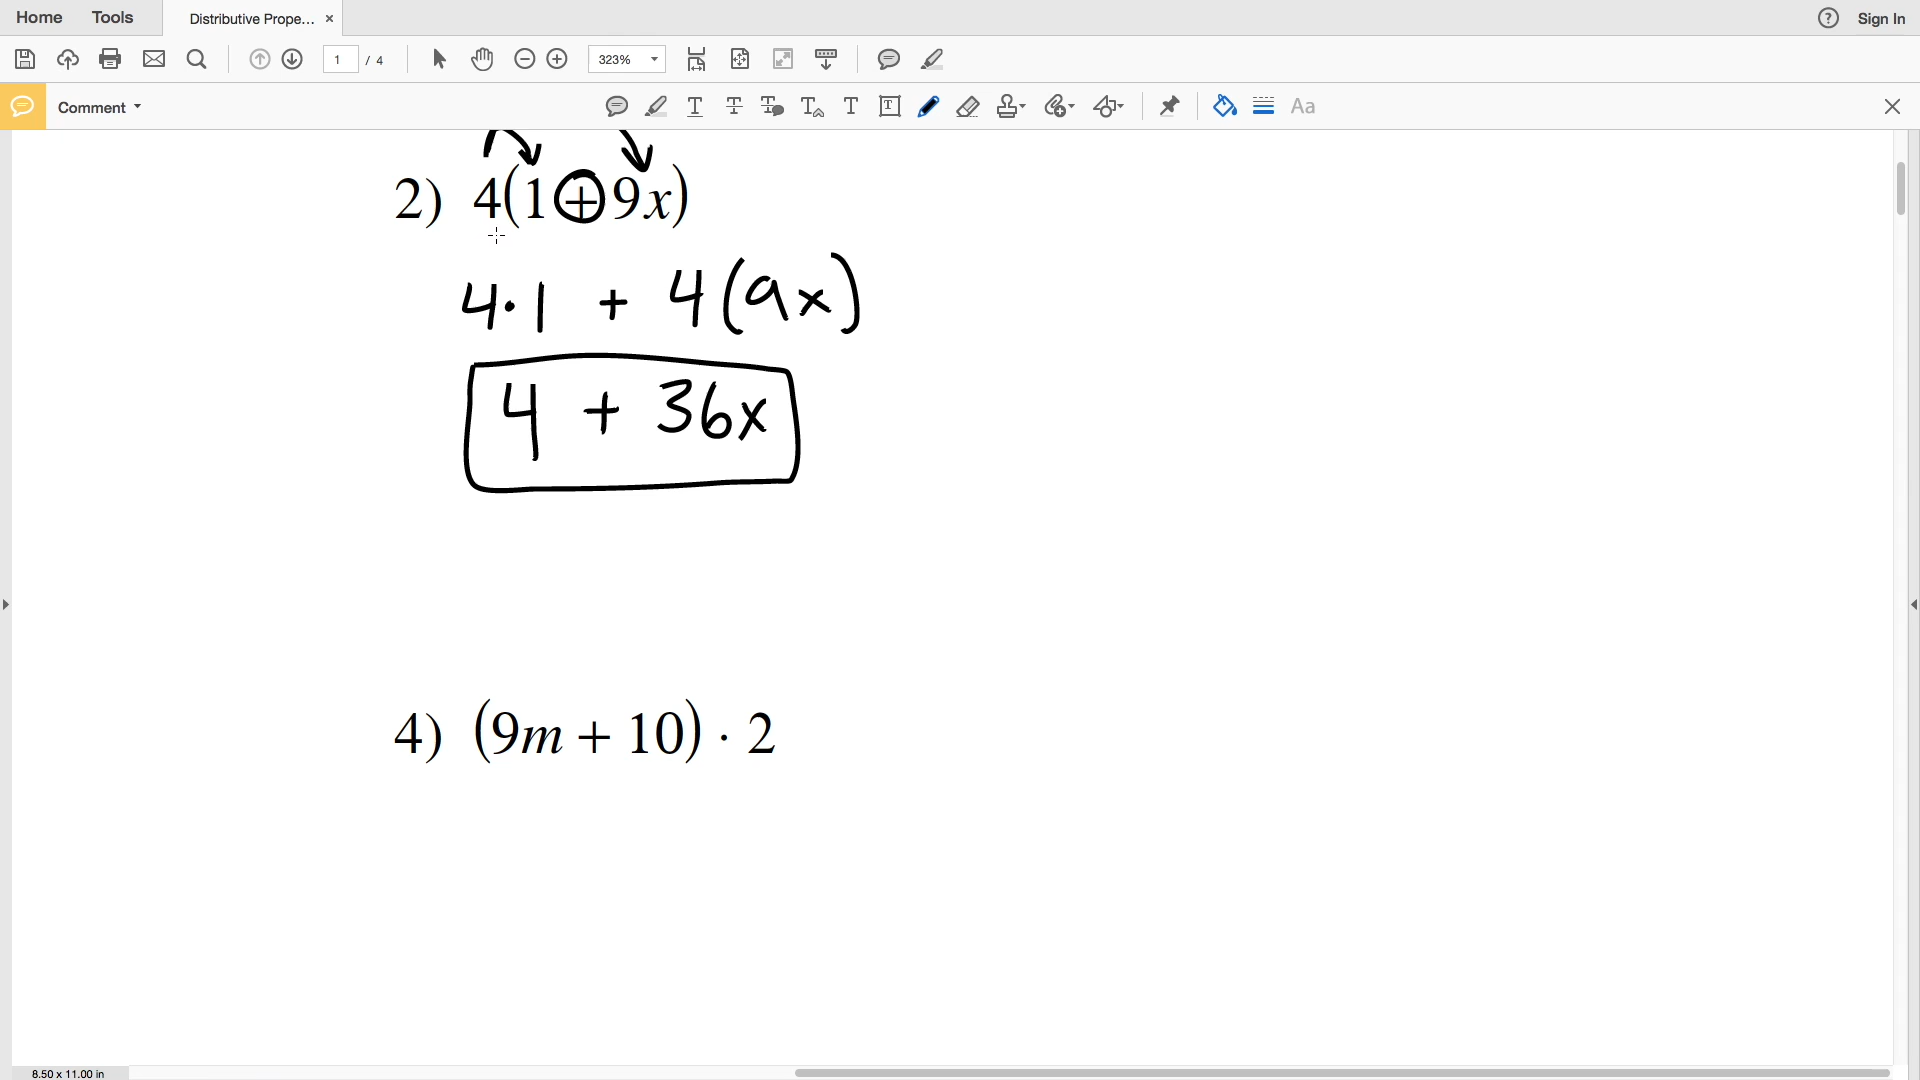 Home Tools Distributive Prope... × ? Sign In
1 / 4 323%
Comment T T T T T T Aa
2) 4(1 + 9x)
4·1 + 4(9x)
4 + 36x
4) (9m + 10) · 2
8.50 x 11.00 in